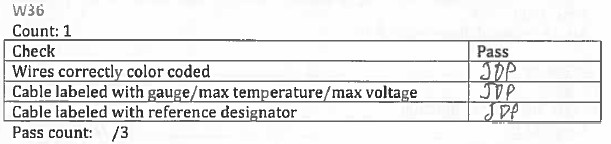 W36
Count: 1
Check Pass
Wires correctly color coded JDP
Cable labeled with gauge/max temperature/max voltage JDP
Cable labeled with reference designator JDP
Pass count: /3